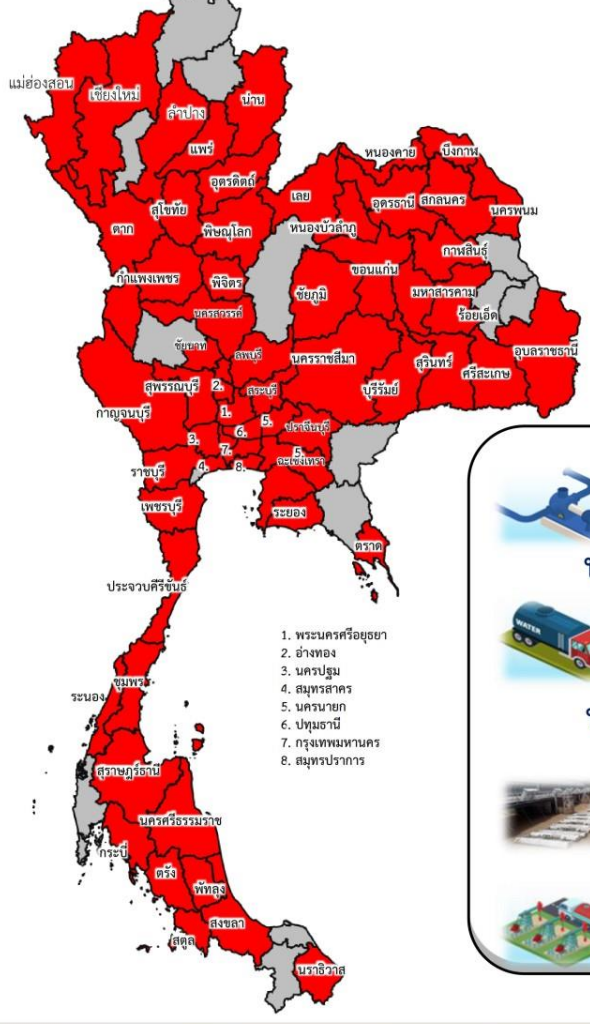 แม่ฮ่องสอน
เชียงใหม่
ลำปาง
น่าน
แพร่
อุตรดิตถ์
หนองคาย
บึงกาฬ
เลย
อุดรธานี
สกลนคร
นครพนม
สุโขทัย
ตาก
พิษณุโลก
หนองบัวลำภู
กาฬสินธุ์
ขอนแก่น
กำแพงเพชร
พิจิตร
ชัยภูมิ
มหาสารคาม
ร้อยเอ็ด
นครสวรรค์
ชัยนาท
ลพบุรี
นครราชสีมา
อุบลราชธานี
สุรินทร์
ศรีสะเกษ
บุรีรัมย์
สุพรรณบุรี
2.
สระบุรี
กาญจนบุรี
1.
5.
ปราจีนบุรี
6.
3.
7.
5.
ฉะเชิงเทรา
4.
8.
ราชบุรี
เพชรบุรี
ระยอง
ตราด
ประจวบคีรีขันธ์
1. พระนครศรีอยุธยา
2. อ่างทอง
3. นครปฐม
4. สมุทรสาคร
5. นครนายก
6. ปทุมธานี
7. กรุงเทพมหานคร
8. สมุทรปราการ
ชุมพร
ระนอง
สุราษฎร์ธานี
นครศรีธรรมราช
กระบี่
ตรัง
พัทลุง
สงขลา
สตูล
นราธิวาส
WATER